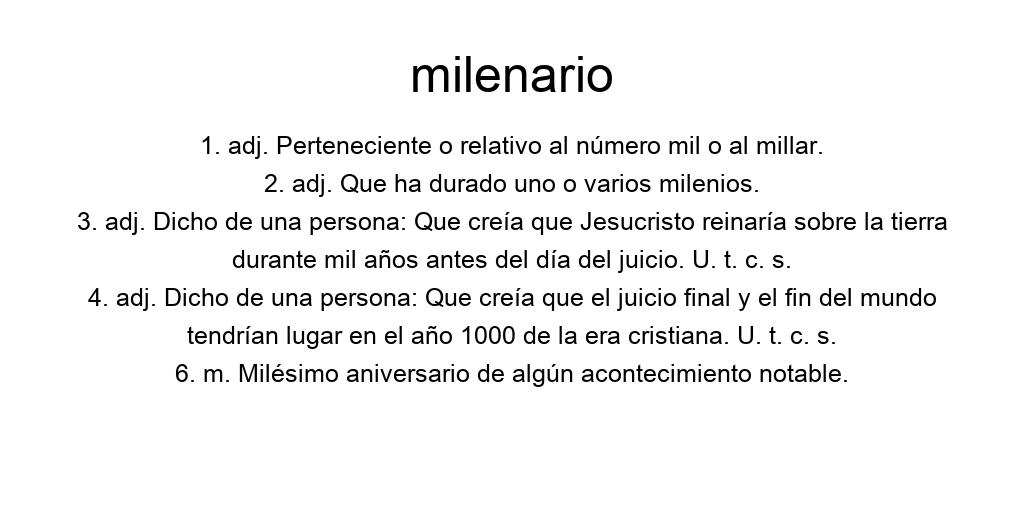 milenario
1. adj. Perteneciente o relativo al número mil o al millar.
2. adj. Que ha durado uno o varios milenios.
3. adj. Dicho de una persona: Que creía que Jesucristo reinaría sobre la tierra
durante mil años antes del día del juicio. U. t. c. s.
4. adj. Dicho de una persona: Que creía que el juicio final y el fin del mundo
tendrían lugar en el año 1000 de la era cristiana. U. t. c. s.
6. m. Milésimo aniversario de algún acontecimiento notable.